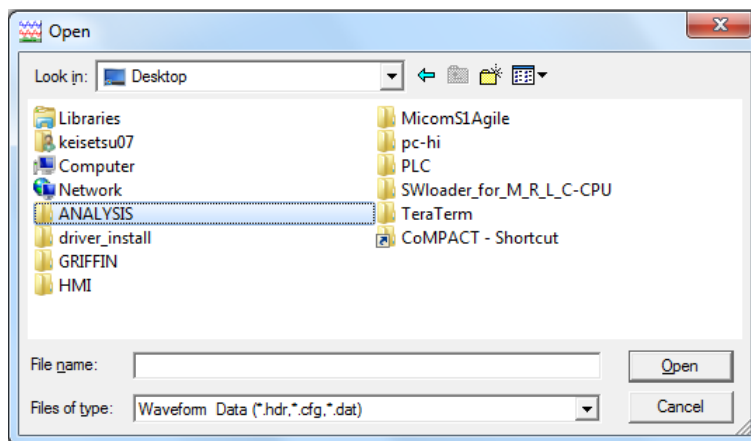 Open
Look in: Desktop
Libraries
keisetsu07
Computer
Network
ANALYSIS
driver_install
GRIFFIN
HMI
MicomS1Agile
pc-hi
PLC
SWloader_for_M_R_L_C-CPU
TeraTerm
CoMPACT - Shortcut
File name:
Open
Files of type: Waveform Data (*.hdr,*.cfg,*.dat)
Cancel